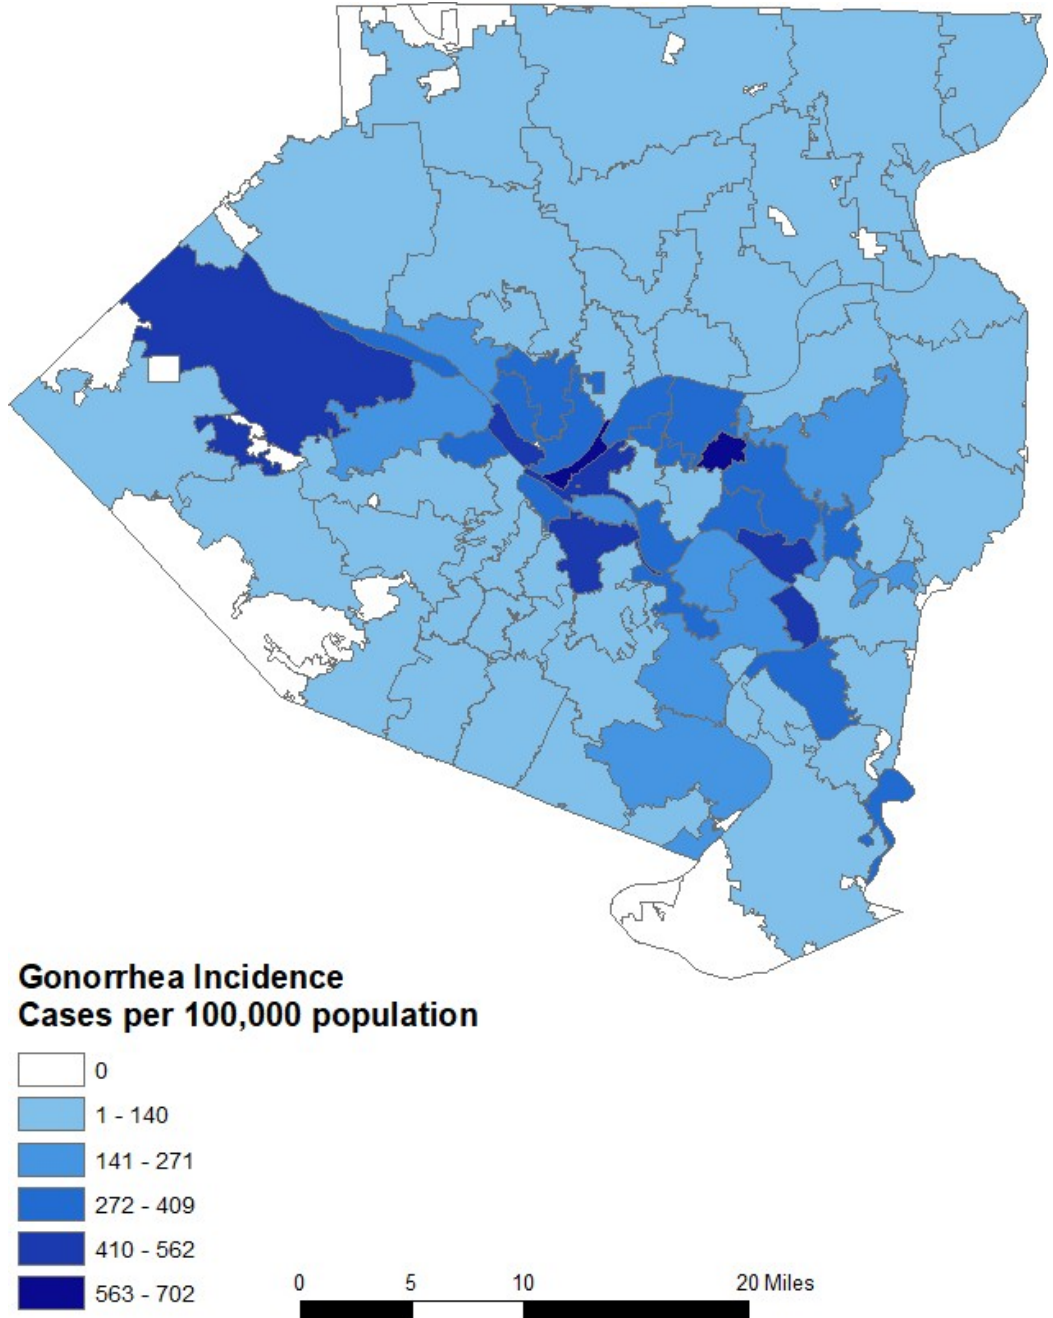 Gonorrhea Incidence
Cases per 100,000 population
0
1 - 140
141 - 271
272 - 409
410 - 562
563 - 702
0 5 10 20 Miles